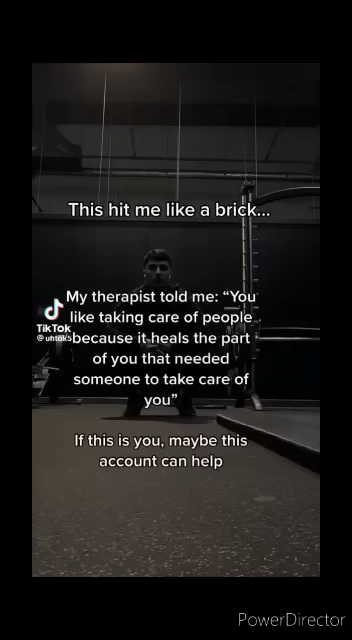 This hit me like a brick...
My therapist told me: “You
like taking care of people
because it heals the part
of you that needed
someone to take care of
you”
TikTok
If this is you, maybe this
account can help
PowerDirector